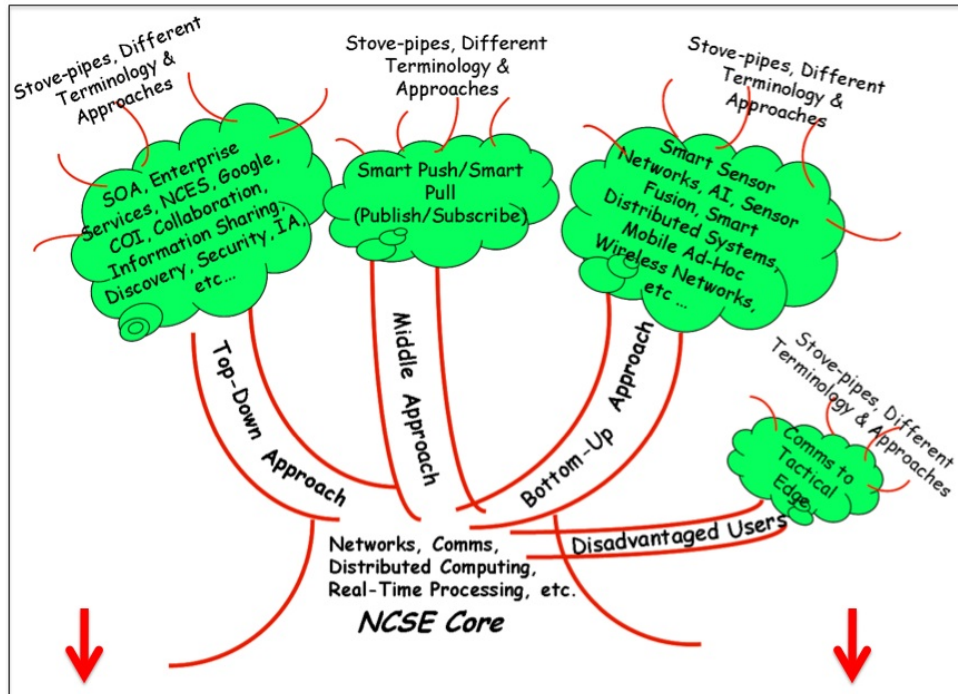 Stove-pipes, Different
Terminology &
Approaches
Stove-pipes, Different
Terminology &
Approaches
Stove-pipes, Different
Terminology &
Approaches
SOA, Enterprise
Services, NCES, Google,
COI, Collaboration,
Information Sharing,
Discovery, Security, IA,
etc...
Smart Push/Smart
Pull
(Publish/Subscribe)
Smart Sensor
Networks, AI, Sensor
Fusion, Smart
Distributed Systems,
Mobile Ad-Hoc
Wireless Networks,
etc ...
Top-Down Approach
Middle Approach
Bottom-Up Approach
Stove-pipes, Different
Terminology & Approaches
Comms to
Tactical
Edge
Disadvantaged Users
Networks, Comms,
Distributed Computing,
Real-Time Processing, etc.
NCSE Core